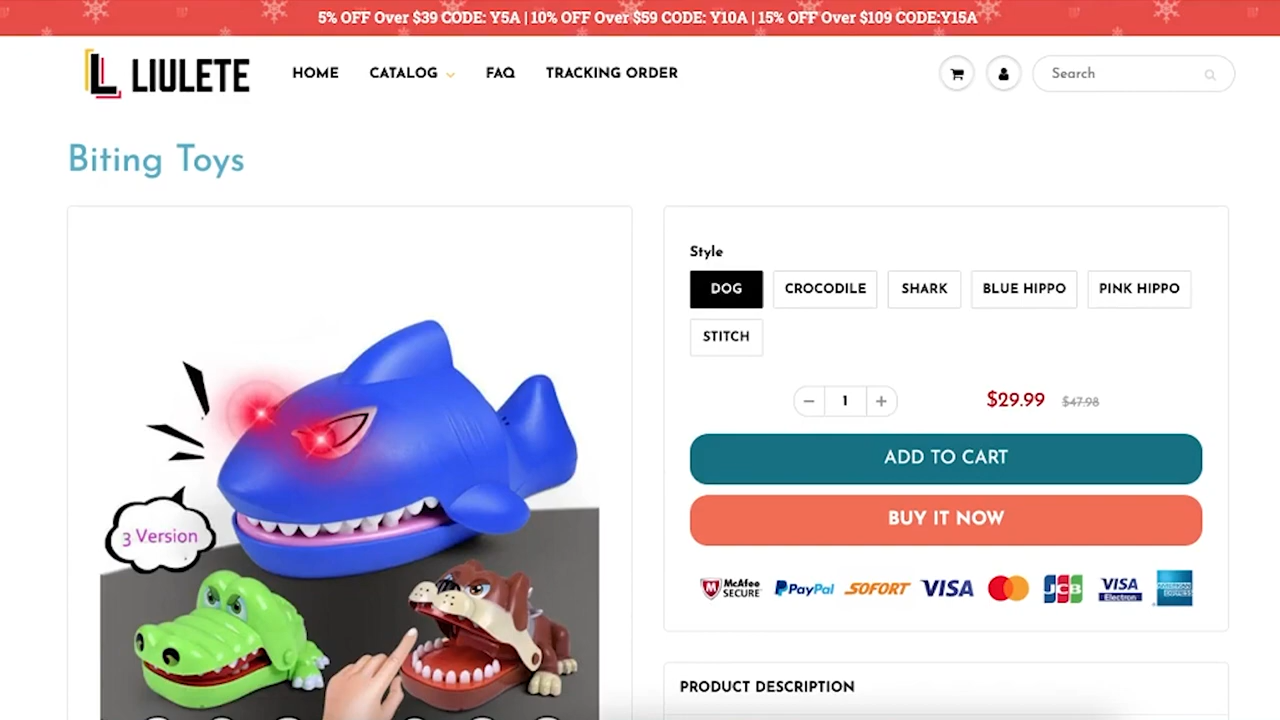 5% OFF Over $39 CODE: Y5A | 10% OFF Over $59 CODE: Y10A | 15% OFF Over $109 CODE:Y15A
LIULETE
HOME CATALOG FAQ TRACKING ORDER
Search
Biting Toys
Style
DOG CROCODILE SHARK BLUE HIPPO PINK HIPPO
STITCH
− 1 + $29.99 $47.98
ADD TO CART
BUY IT NOW
3 Version
McAfee SECURE PayPal SOFORT VISA JCB VISA Electron AMERICAN EXPRESS
PRODUCT DESCRIPTION